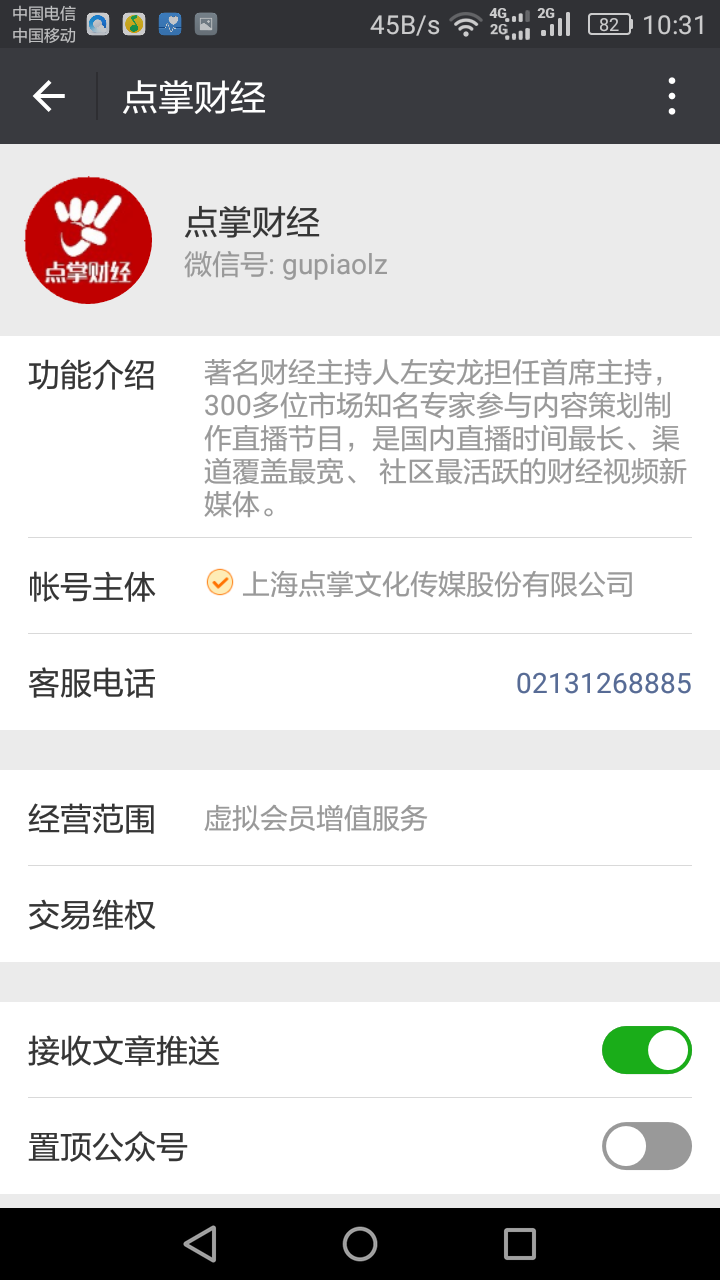 中国电信
中国移动
45B/s
4G
2G
2G
82
10:31
点掌财经
点掌财经
点掌财经
微信号: gupiaolz
功能介绍
著名财经主持人左安龙担任首席主持，
300多位市场知名专家参与内容策划制
作直播节目，是国内直播时间最长、渠
道覆盖最宽、 社区最活跃的财经视频新
媒体。
帐号主体
上海点掌文化传媒股份有限公司
客服电话
02131268885
经营范围
虚拟会员增值服务
交易维权
接收文章推送
置顶公众号